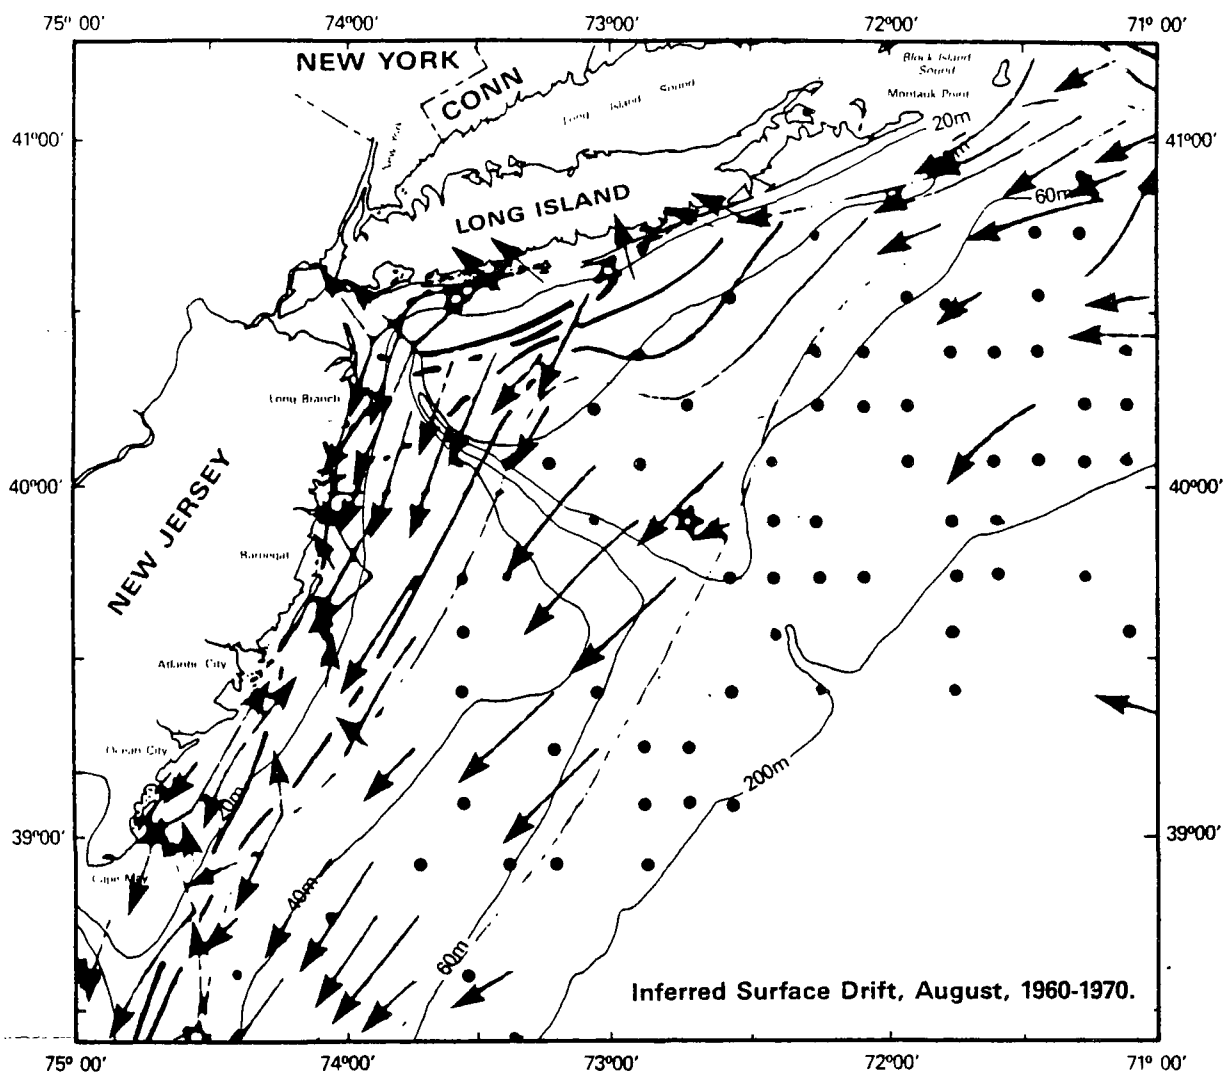 75° 00'
74°00'
73°00'
72°00'
71° 00'
NEW YORK
CONN
Block Island
Sound
Long Island Sound
Montauk Point
20m
41°00'
41°00'
60m
LONG ISLAND
Long Branch
40°00'
40°00'
NEW JERSEY
Barnegat
Atlantic City
Ocean City
200m
39°00'
39°00'
Cape May
40m
60m
Inferred Surface Drift, August, 1960-1970.
75° 00'
74°00'
73°00'
72°00'
71° 00'